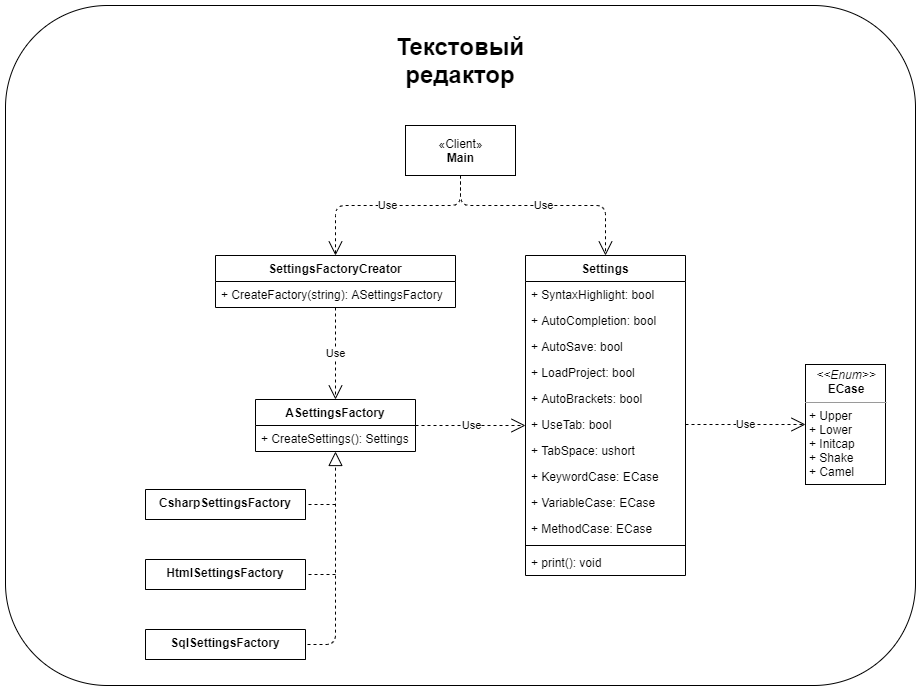 Текстовый
редактор
«Client»
Main
Use
Use
SettingsFactoryCreator
+ CreateFactory(string): ASettingsFactory
Use
ASettingsFactory
+ CreateSettings(): Settings
Use
CsharpSettingsFactory
HtmlSettingsFactory
SqlSettingsFactory
Settings
+ SyntaxHighlight: bool
+ AutoCompletion: bool
+ AutoSave: bool
+ LoadProject: bool
+ AutoBrackets: bool
+ UseTab: bool
+ TabSpace: ushort
+ KeywordCase: ECase
+ VariableCase: ECase
+ MethodCase: ECase
+ print(): void
Use
<<Enum>>
ECase
+ Upper
+ Lower
+ Initcap
+ Shake
+ Camel